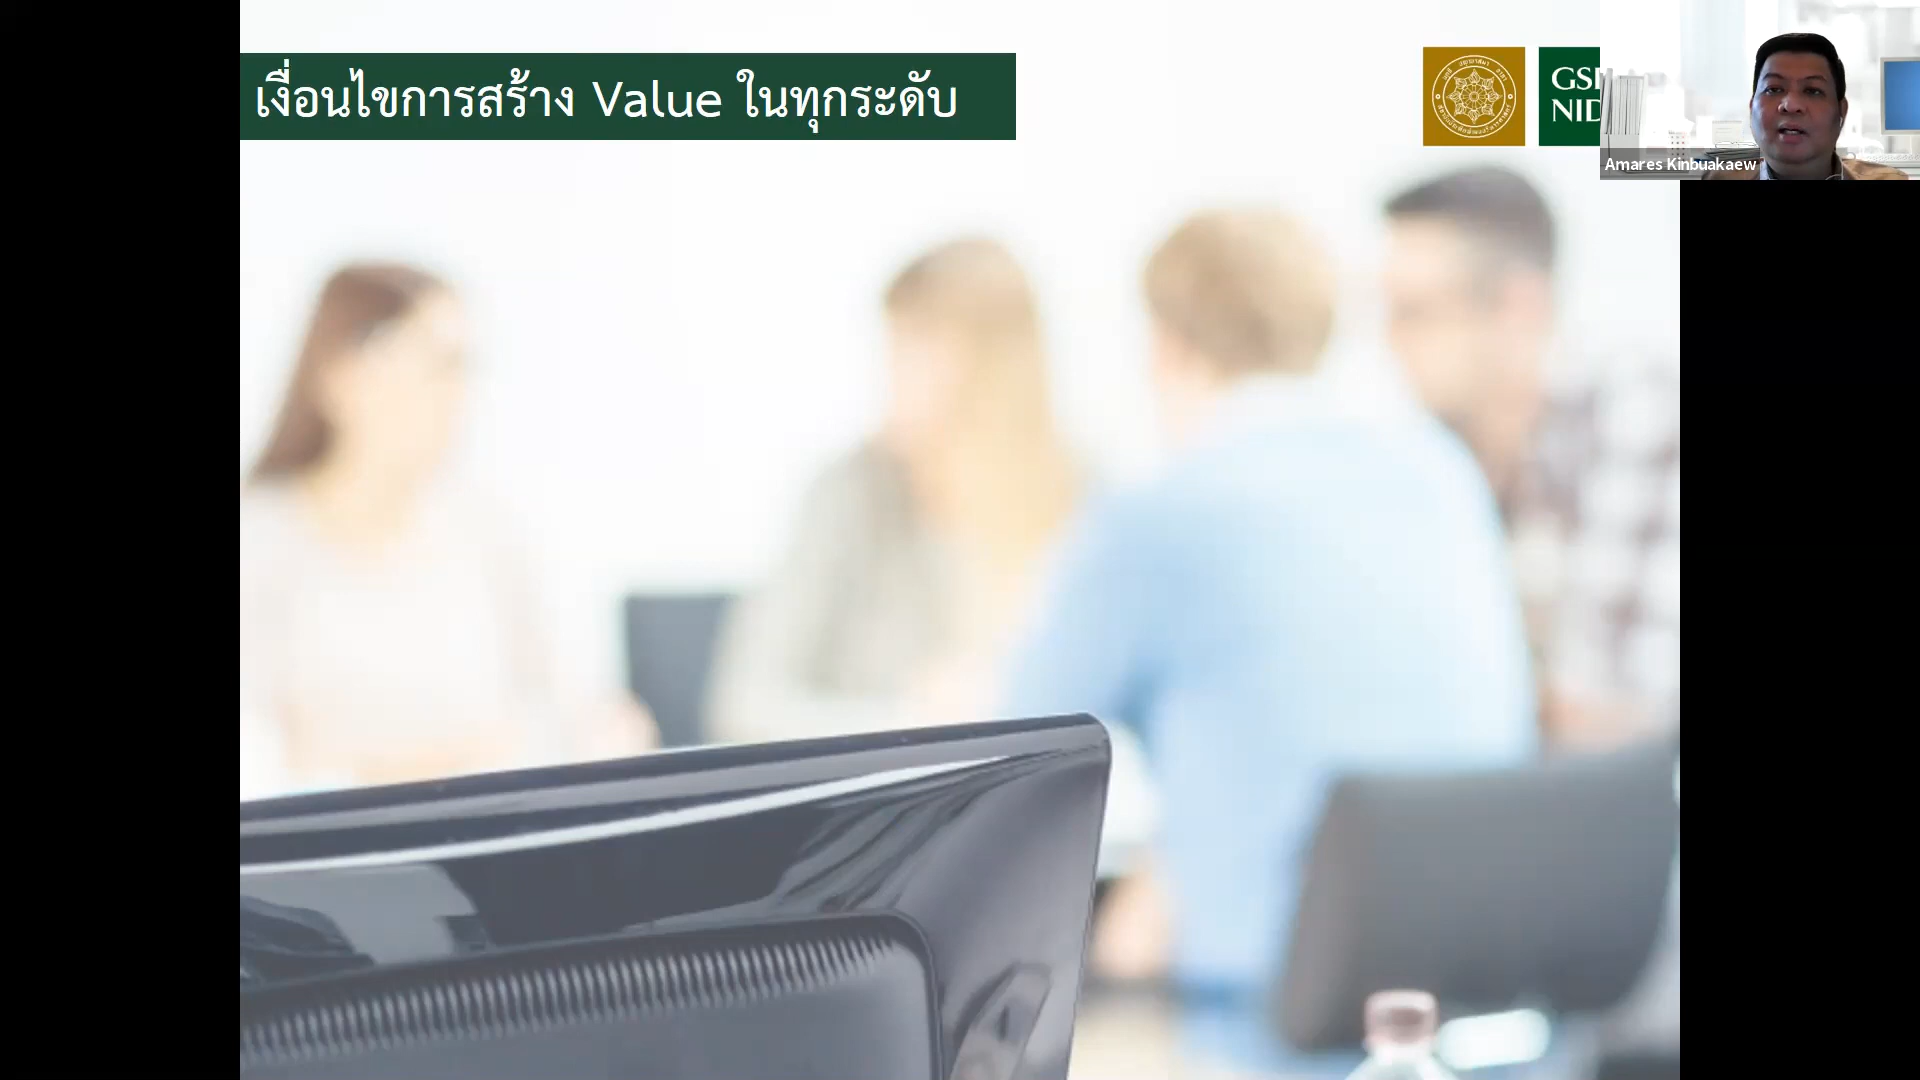 เงื่อนไขการสร้าง Value ในทุกระดับ
GSI
NID
Amares Kinbuakaew